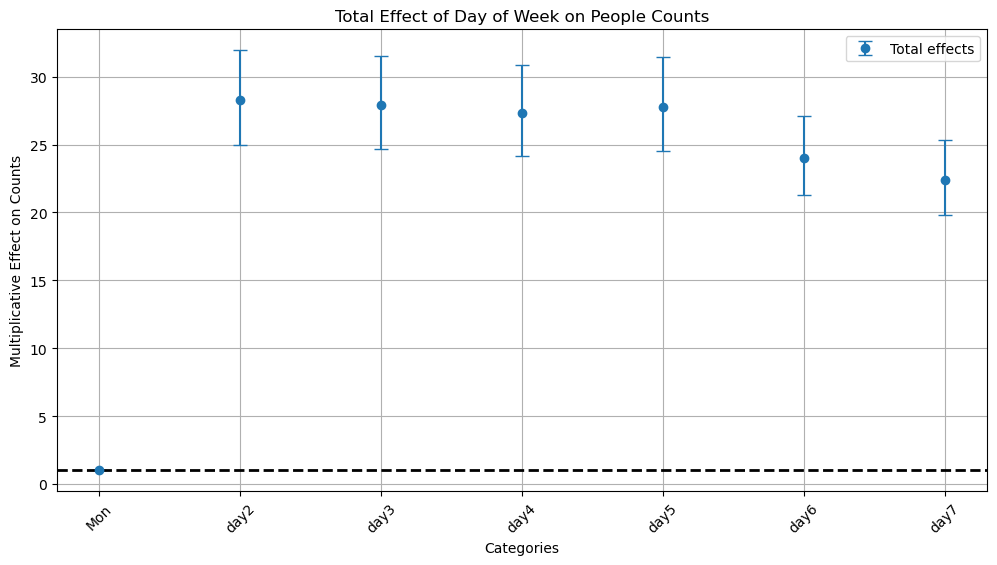 Total Effect of Day of Week on People Counts
Total effects
Multiplicative Effect on Counts
30
25
20
15
10
5
0
Mon
day2
day3
day4
day5
day6
day7
Categories